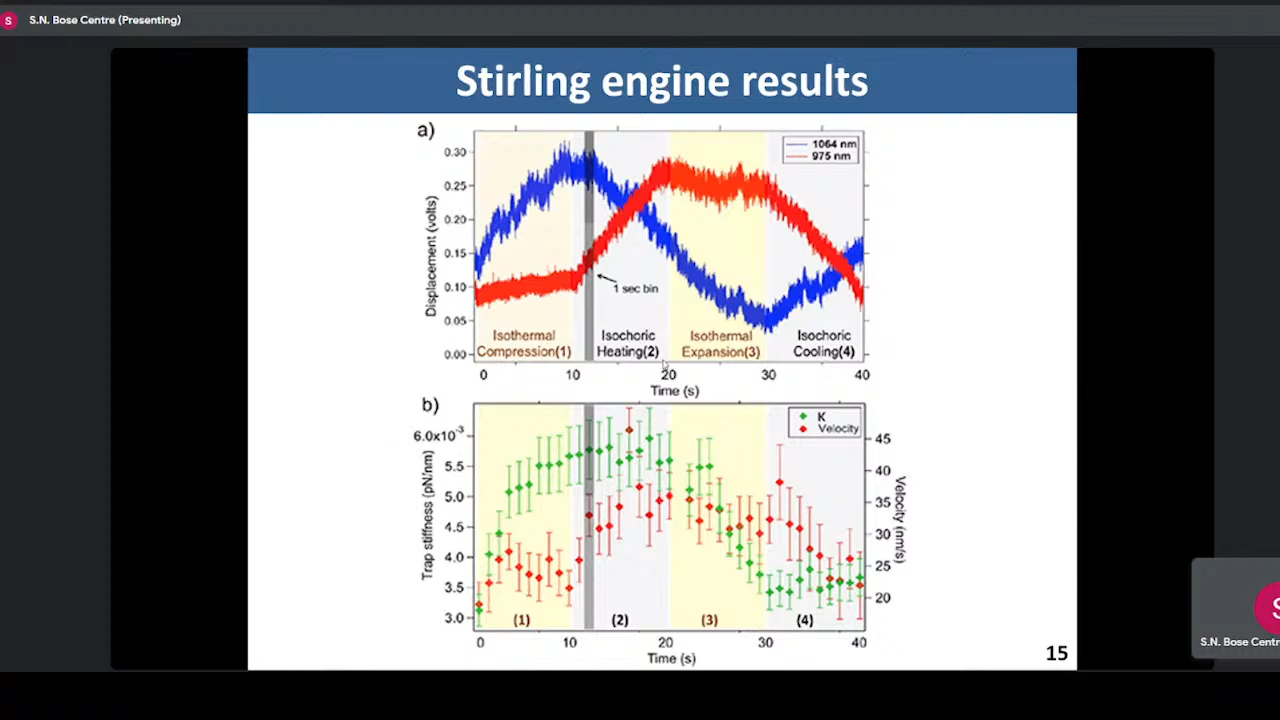 S
S.N. Bose Centre (Presenting)
Stirling engine results
a)
1064 nm
975 nm
0.30
0.25
0.20
0.15
0.10
0.05
0.00
Displacement (volts)
1 sec bin
Isothermal
Compression(1)
Isochoric
Heating(2)
Isothermal
Expansion(3)
Isochoric
Cooling(4)
0 10 20 30 40
Time (s)
b)
K
Velocity
6.0x10⁻³
5.5
5.0
4.5
4.0
3.5
3.0
Trap stiffness (pN/nm)
45
40
35
30
25
20
Velocity (nm/s)
(1) (2) (3) (4)
0 10 20 30 40
Time (s)
15
S
S.N. Bose Centr